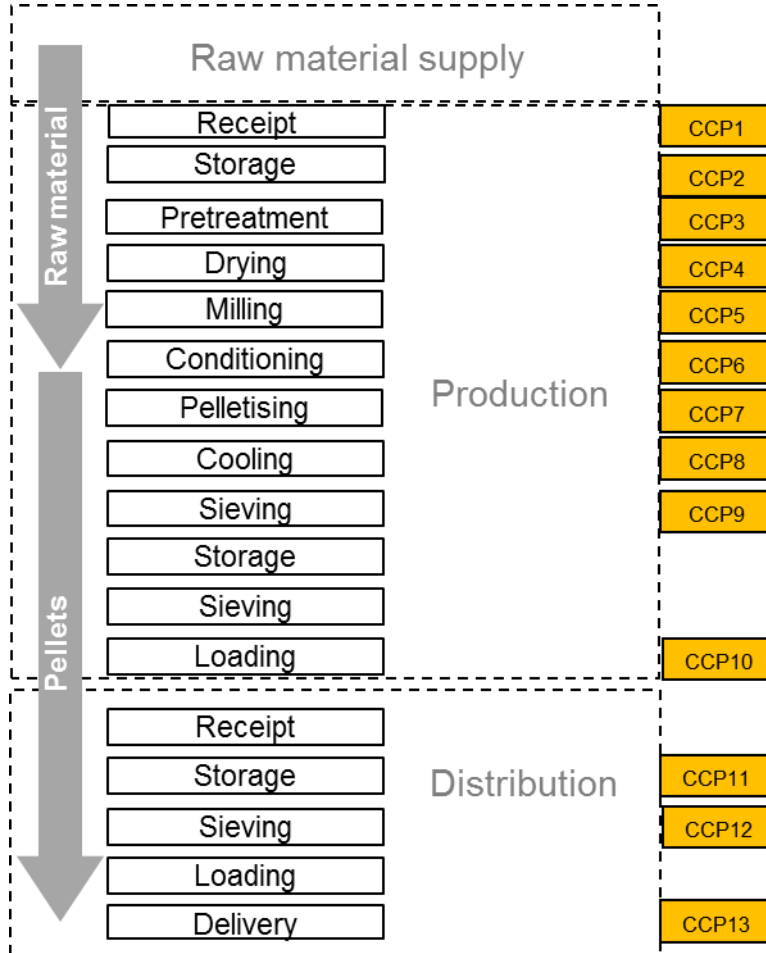 Raw material supply
Raw material
Receipt
CCP1
Storage
CCP2
Pretreatment
CCP3
Drying
CCP4
Milling
CCP5
Conditioning
CCP6
Production
Pelletising
CCP7
Cooling
CCP8
Sieving
CCP9
Storage
Sieving
Pellets
Loading
CCP10
Receipt
Storage
Distribution
CCP11
Sieving
CCP12
Loading
Delivery
CCP13